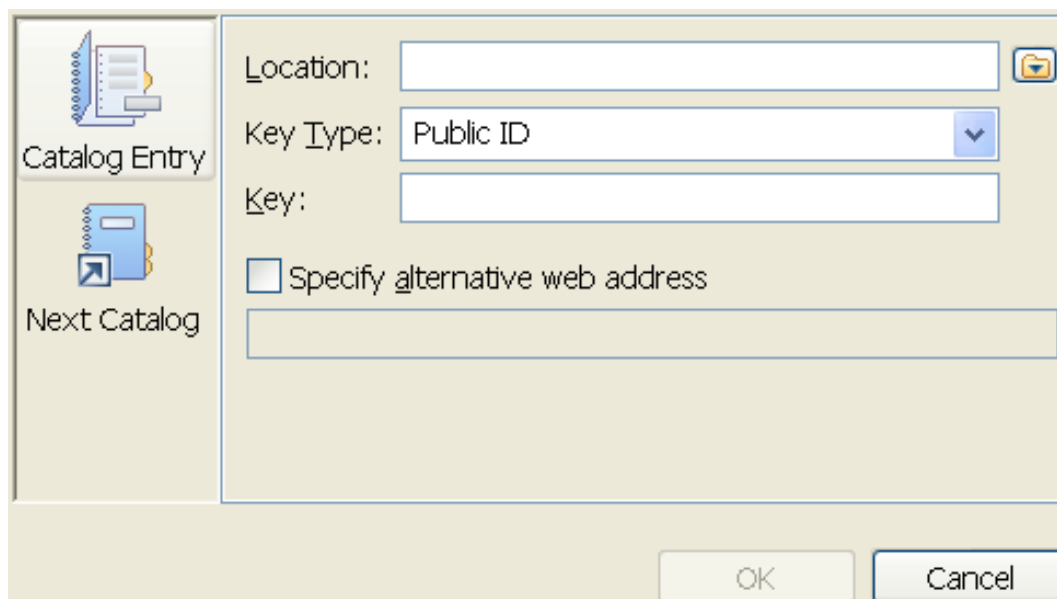 Catalog Entry
Next Catalog
Location:
Key Type: Public ID
Key:
Specify alternative web address
OK Cancel